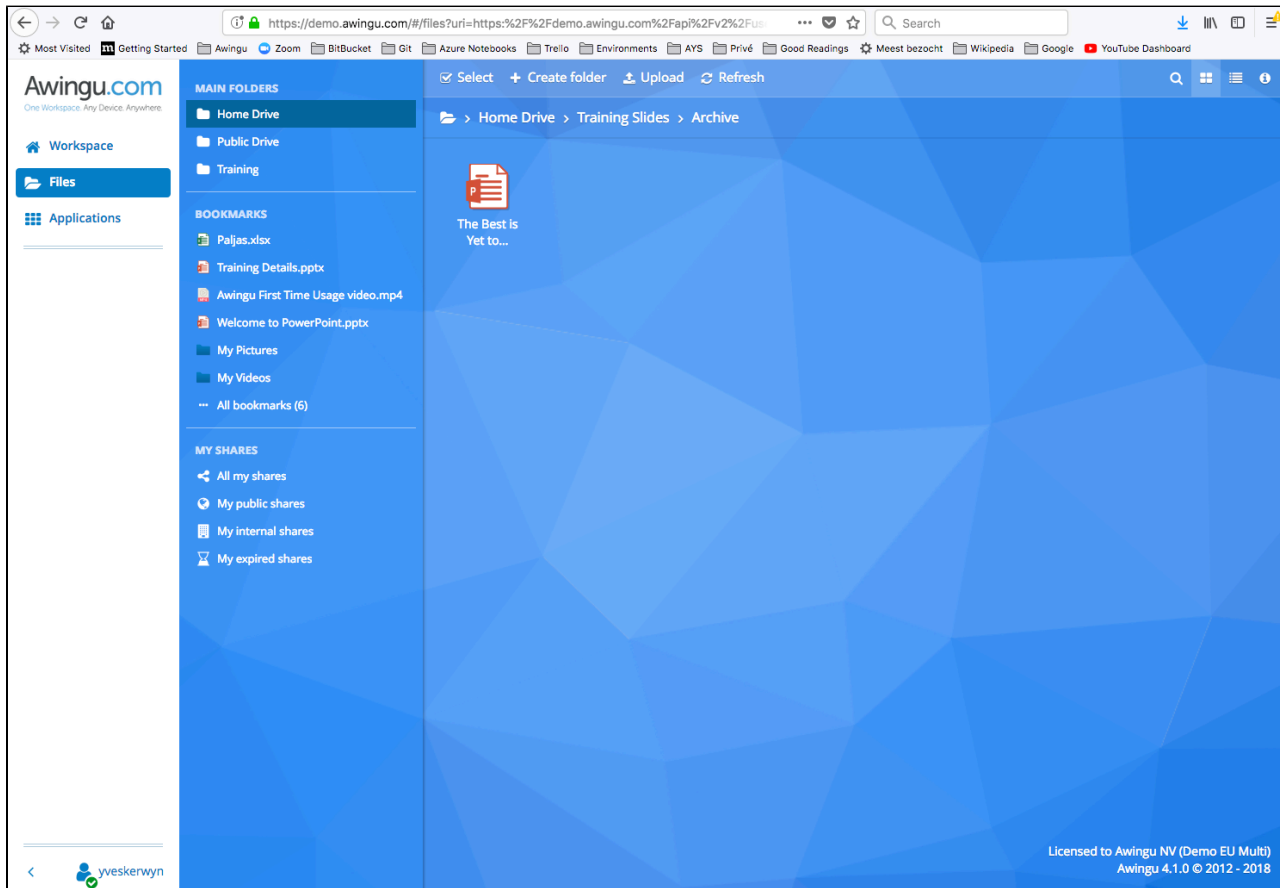 https://demo.awingu.com/#/files?uri=https:%2F%2Fdemo.awingu.com%2Fapi%2Fv2%2Fus
Search
Most Visited
Getting Started
Awingu
Zoom
BitBucket
Git
Azure Notebooks
Trello
Environments
AYS
Privé
Good Readings
Meest bezocht
Wikipedia
Google
YouTube Dashboard
Awingu.com
One Workspace. Any Device. Anywhere.
Workspace
Files
Applications
yveskerwyn
MAIN FOLDERS
Home Drive
Public Drive
Training
BOOKMARKS
Paljas.xlsx
Training Details.pptx
Awingu First Time Usage video.mp4
Welcome to PowerPoint.pptx
My Pictures
My Videos
All bookmarks (6)
MY SHARES
All my shares
My public shares
My internal shares
My expired shares
Select + Create folder Upload Refresh
> Home Drive > Training Slides > Archive
P
The Best is
Yet to...
Licensed to Awingu NV (Demo EU Multi)
Awingu 4.1.0 © 2012 - 2018